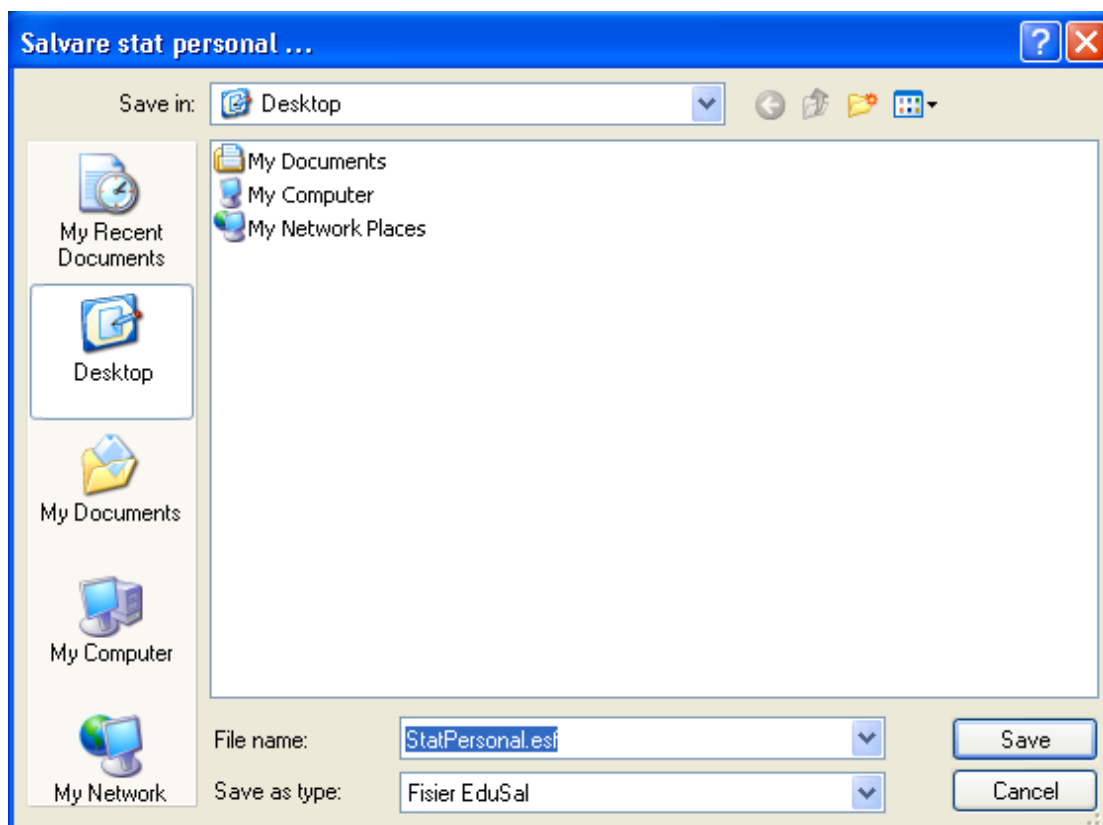 Salvare stat personal ...
Save in:
Desktop
My Recent
Documents
Desktop
My Documents
My Computer
My Network
My Documents
My Computer
My Network Places
File name:
StatPersonal.esf
Save
Save as type:
Fisier EduSal
Cancel